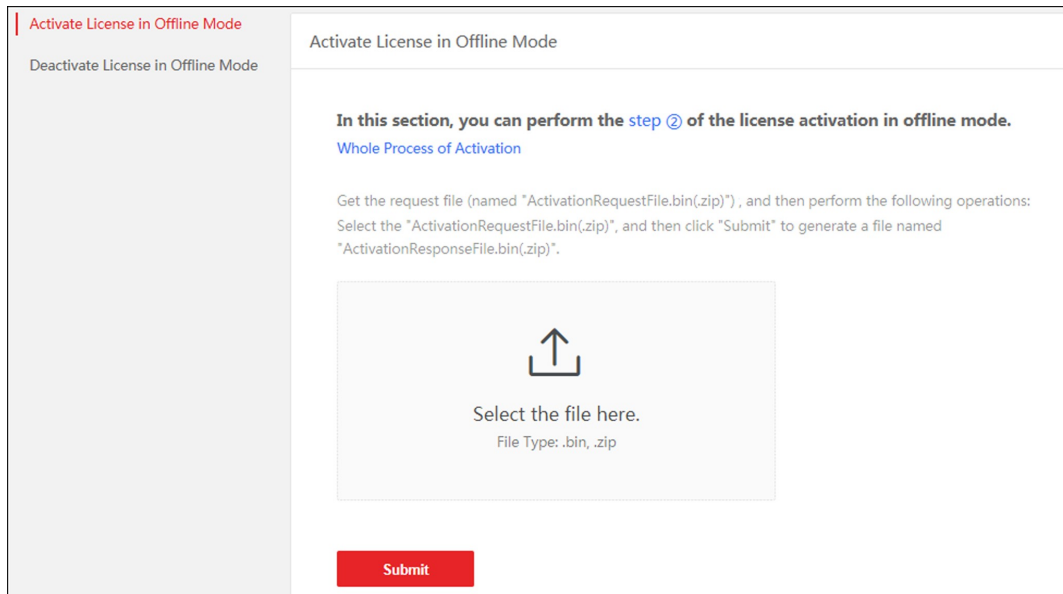 Activate License in Offline Mode
Deactivate License in Offline Mode
Activate License in Offline Mode
In this section, you can perform the step ② of the license activation in offline mode.
Whole Process of Activation
Get the request file (named "ActivationRequestFile.bin(.zip)") , and then perform the following operations:
Select the "ActivationRequestFile.bin(.zip)", and then click "Submit" to generate a file named
"ActivationResponseFile.bin(.zip)".
Select the file here.
File Type: .bin, .zip
Submit